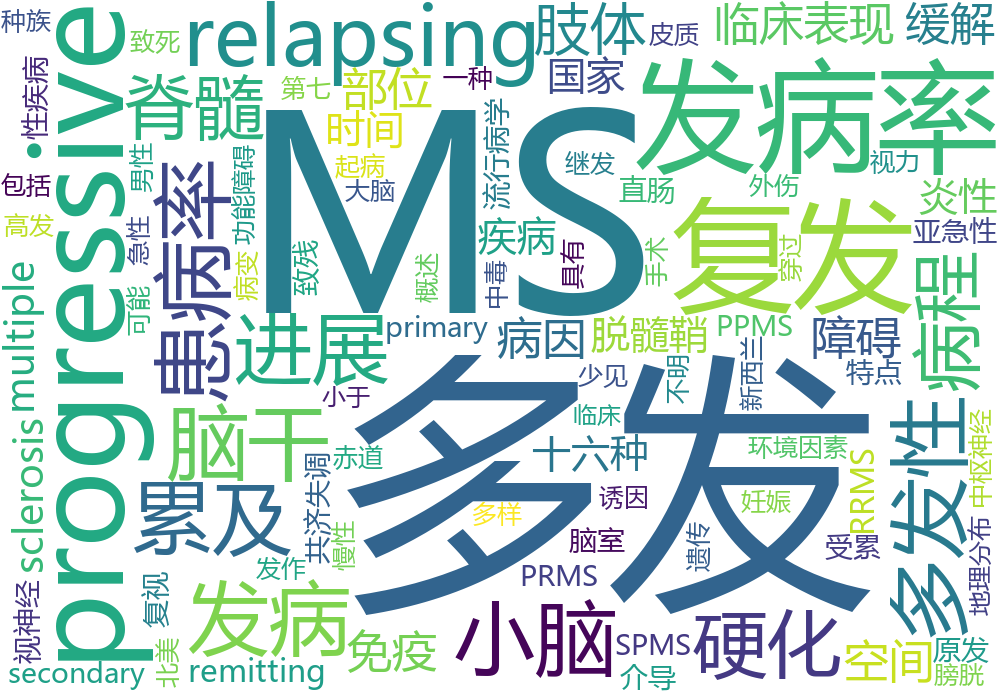 种族
致死
relapsing
肢体
皮质
临床表现
缓解
progressive
•性疾病
脊髓
第七
部位
一种
国家
发病率
时间
MS
流行病学
包括
男性
功能障碍
起病
大脑
继发
直肠
外伤
视力
炎性
高发
急性
患病率
疾病
复发
亚急性
病变
致残
概述
中毒
具有
手术
穿过
multiple
可能
进展
primary
病因
脱髓鞘
PPMS
障碍
病程
小于
少见
不明
新西兰
特点
脑干
多发
sclerosis
累及
共济失调
赤道
临床
十六种
环境因素
多发性
中枢神经
多样
诱因
妊娠
RRMS
慢性
脑室
遗传
受累
地理分布
视神经
复视
发作
PRMS
发病
免疫
小脑
SPMS
硬化
空间
原发
secondary
北美
remitting
介导
膀胱